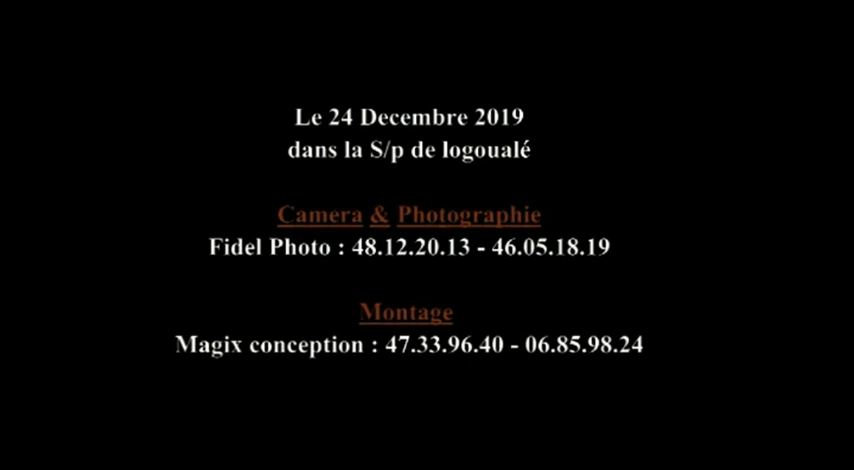 Le 24 Decembre 2019
dans la S/p de logoualé
Camera & Photographie
Fidel Photo : 48.12.20.13 - 46.05.18.19
Montage
Magix conception : 47.33.96.40 - 06.85.98.24